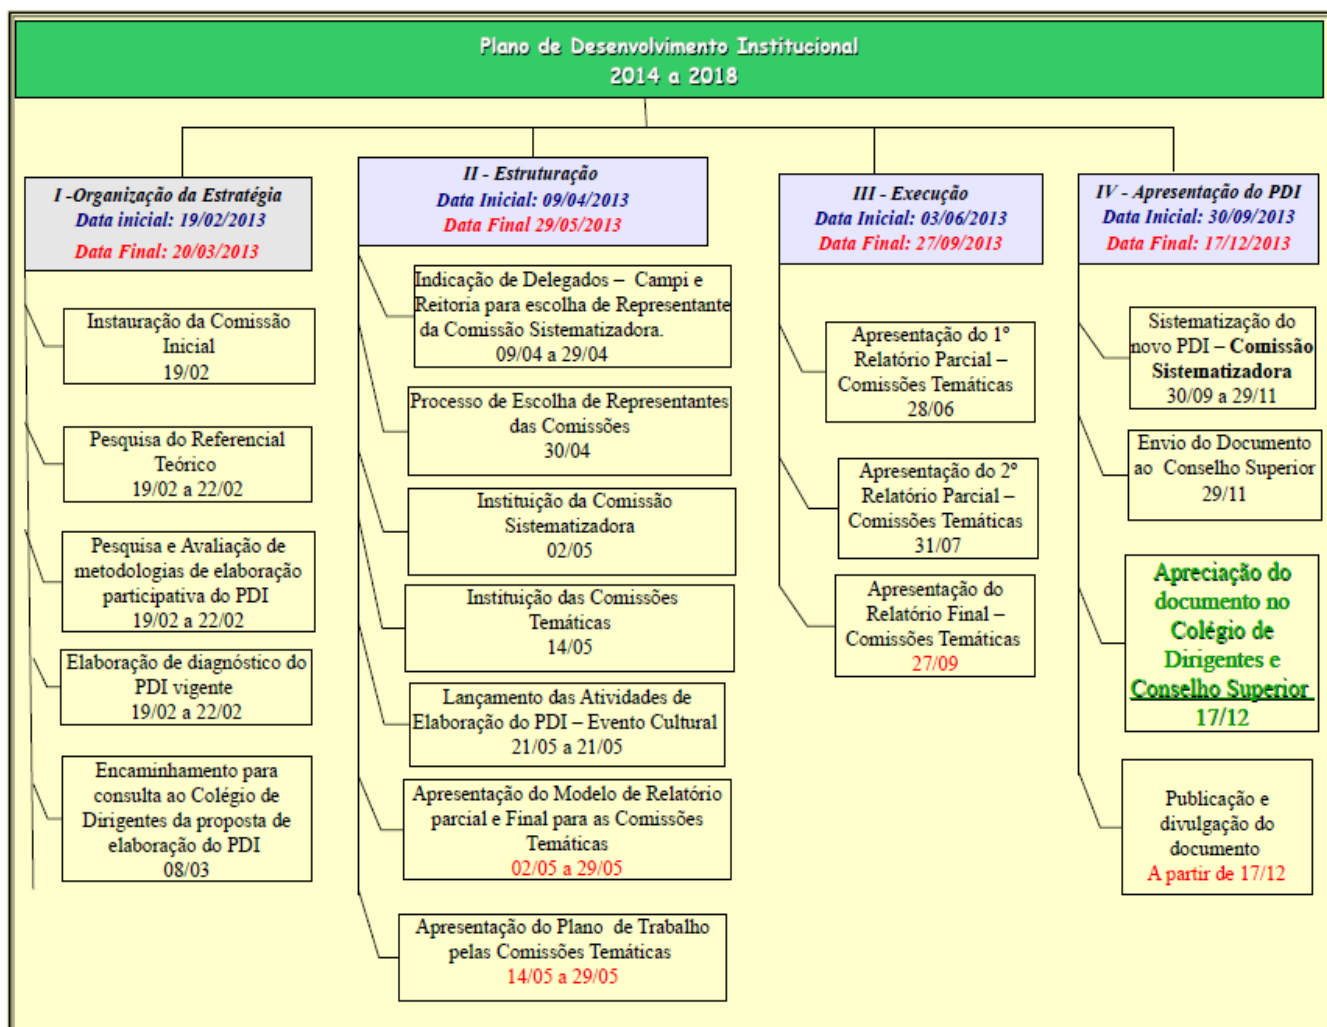 Plano de Desenvolvimento Institucional
2014 a 2018
I -Organização da Estratégia
Data inicial: 19/02/2013
Data Final: 20/03/2013
Instauração da Comissão
Inicial
19/02
Pesquisa do Referencial
Teórico
19/02 a 22/02
Pesquisa e Avaliação de
metodologias de elaboração
participativa do PDI
19/02 a 22/02
Elaboração de diagnóstico do
PDI vigente
19/02 a 22/02
Encaminhamento para
consulta ao Colégio de
Dirigentes da proposta de
elaboração do PDI
08/03
II - Estruturação
Data Inicial: 09/04/2013
Data Final 29/05/2013
Indicação de Delegados – Campi e
Reitoria para escolha de Representante
da Comissão Sistematizadora.
09/04 a 29/04
Processo de Escolha de Representantes
das Comissões
30/04
Instituição da Comissão
Sistematizadora
02/05
Instituição das Comissões
Temáticas
14/05
Lançamento das Atividades de
Elaboração do PDI – Evento Cultural
21/05 a 21/05
Apresentação do Modelo de Relatório
parcial e Final para as Comissões
Temáticas
02/05 a 29/05
Apresentação do Plano de Trabalho
pelas Comissões Temáticas
14/05 a 29/05
III - Execução
Data Inicial: 03/06/2013
Data Final: 27/09/2013
Apresentação do 1º
Relatório Parcial –
Comissões Temáticas
28/06
Apresentação do 2º
Relatório Parcial –
Comissões Temáticas
31/07
Apresentação do
Relatório Final –
Comissões Temáticas
27/09
IV - Apresentação do PDI
Data Inicial: 30/09/2013
Data Final: 17/12/2013
Sistematização do
novo PDI – Comissão
Sistematizadora
30/09 a 29/11
Envio do Documento
ao Conselho Superior
29/11
Apreciação do
documento no
Colégio de
Dirigentes e
Conselho Superior
17/12
Publicação e
divulgação do
documento
A partir de 17/12